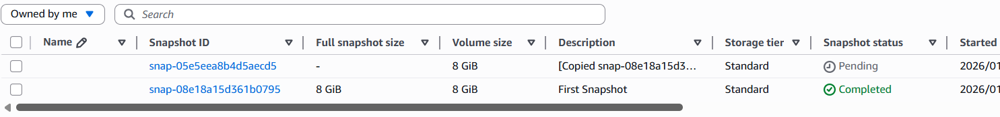 Owned by me Search
Name Snapshot ID Full snapshot size Volume size Description Storage tier Snapshot status Started
snap-05e5eea8b4d5aecd5 - 8 GiB [Copied snap-08e18a15d3... Standard Pending 2026/01
snap-08e18a15d361b0795 8 GiB 8 GiB First Snapshot Standard Completed 2026/01